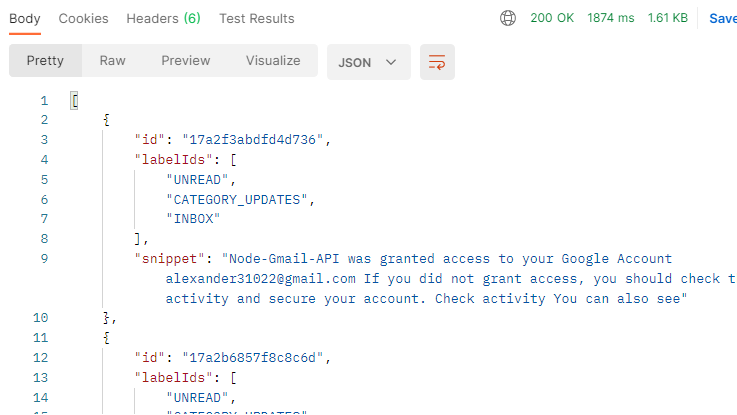 Body Cookies Headers (6) Test Results 200 OK 1874 ms 1.61 KB Save
Pretty Raw Preview Visualize JSON
1 [
2 {
3 "id": "17a2f3abdfd4d736",
4 "labelIds": [
5 "UNREAD",
6 "CATEGORY_UPDATES",
7 "INBOX"
8 ],
9 "snippet": "Node-Gmail-API was granted access to your Google Account
alexander31022@gmail.com If you did not grant access, you should check t
activity and secure your account. Check activity You can also see"
10 },
11 {
12 "id": "17a2b6857f8c8c6d",
13 "labelIds": [
14 "UNREAD",
15 "CATEGORY_UPDATES",